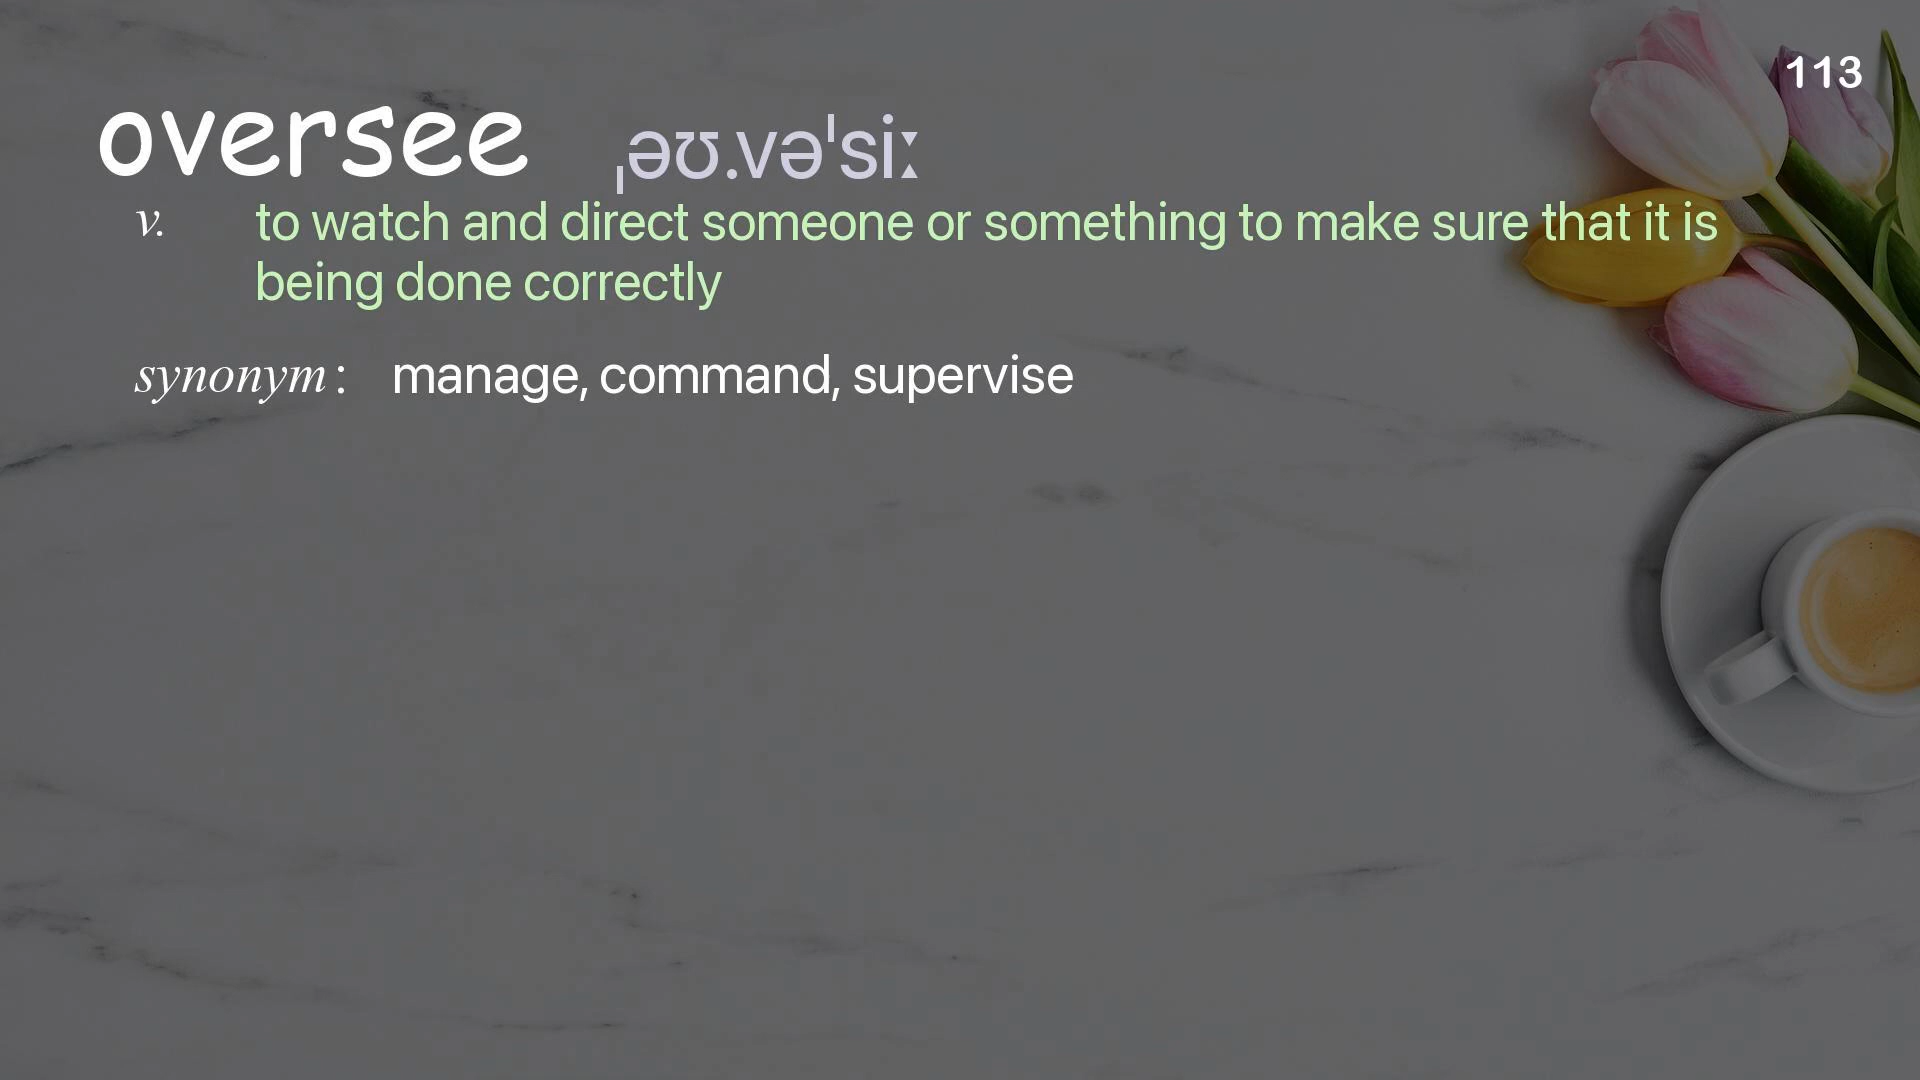 113
oversee ˌəʊ.vəˈsiː
v. to watch and direct someone or something to make sure that it is
being done correctly
synonym : manage, command, supervise